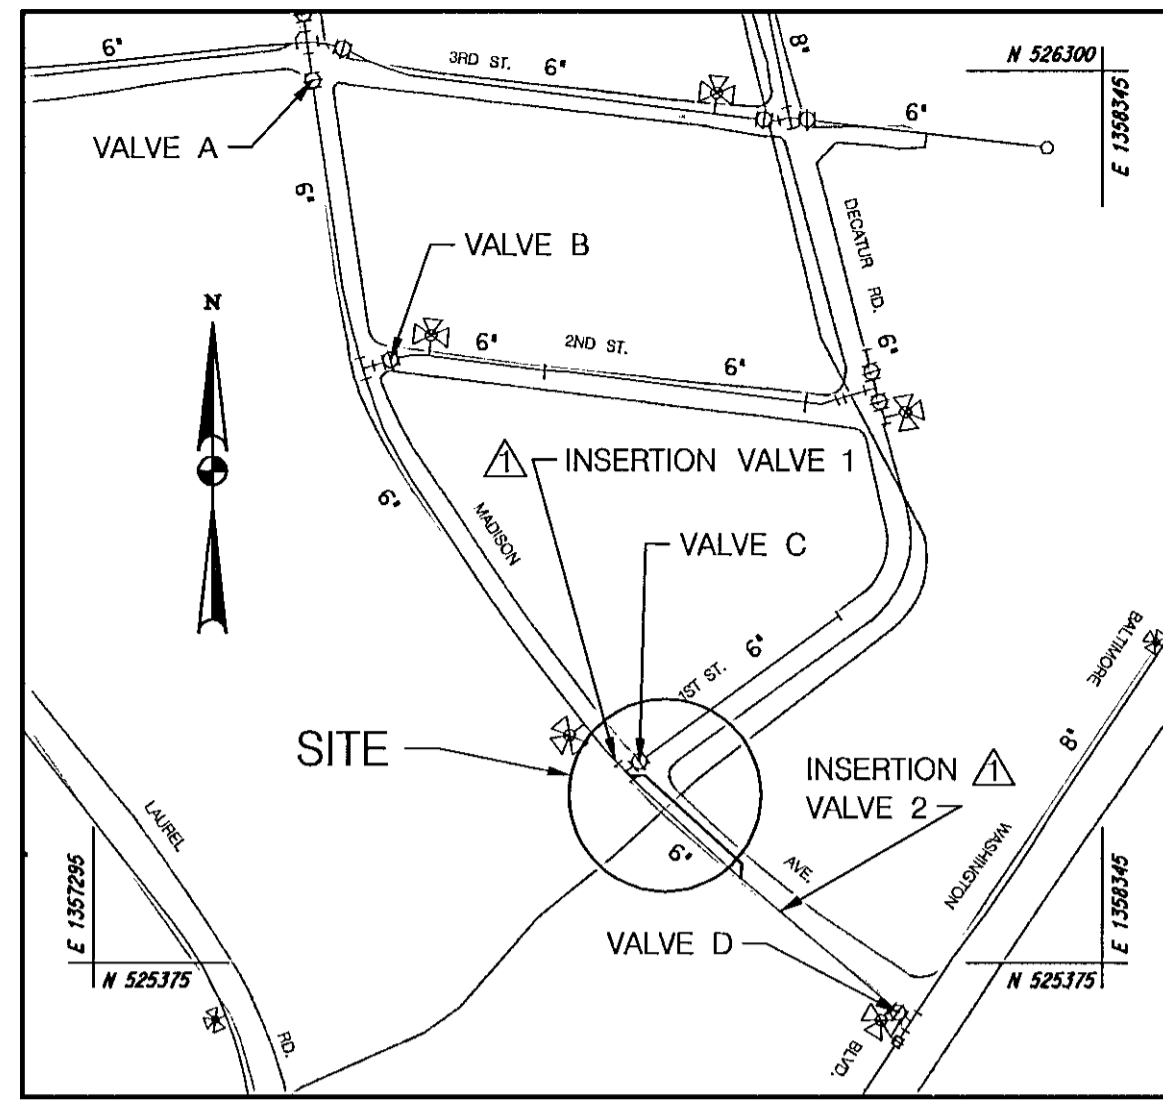 6"
3RD ST.
6"
8"
N 526300
E 1358345
6"
VALVE A
6"
DECATUR RD.
VALVE B
N
6"
2ND ST.
6"
6"
1 INSERTION VALVE 1
6"
MADISON
VALVE C
6"
1ST ST.
BALTIMORE
SITE
8"
INSERTION 1
VALVE 2
LAUREL
WASHINGTON
6"
AVE.
E 1357295
E 1358345
VALVE D
N 525375
N 525375
RD.
BLVD.